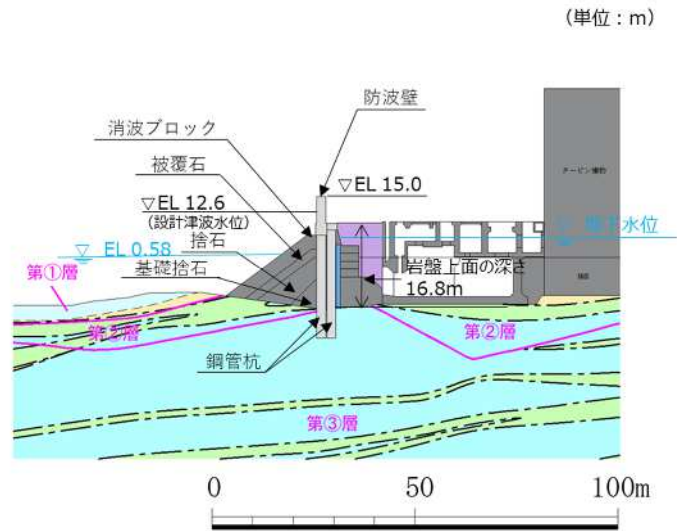 （単位：m）
防波壁
消波ブロック
被覆石
▽EL 15.0
▽EL 12.6
(設計津波水位)
捨石
▽ EL 0.58
地下水位
岩盤上面の深さ
16.8m
第①層
基礎捨石
第②層
第②層
鋼管杭
第③層
0 50 100m